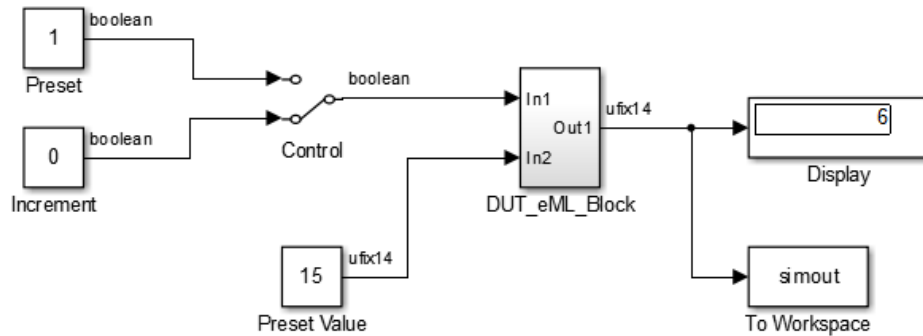 boolean
1
Preset
boolean
0
Increment
boolean
Control
In1
Out1
In2
DUT_eML_Block
ufix14
6
Display
15
ufix14
Preset Value
simout
To Workspace